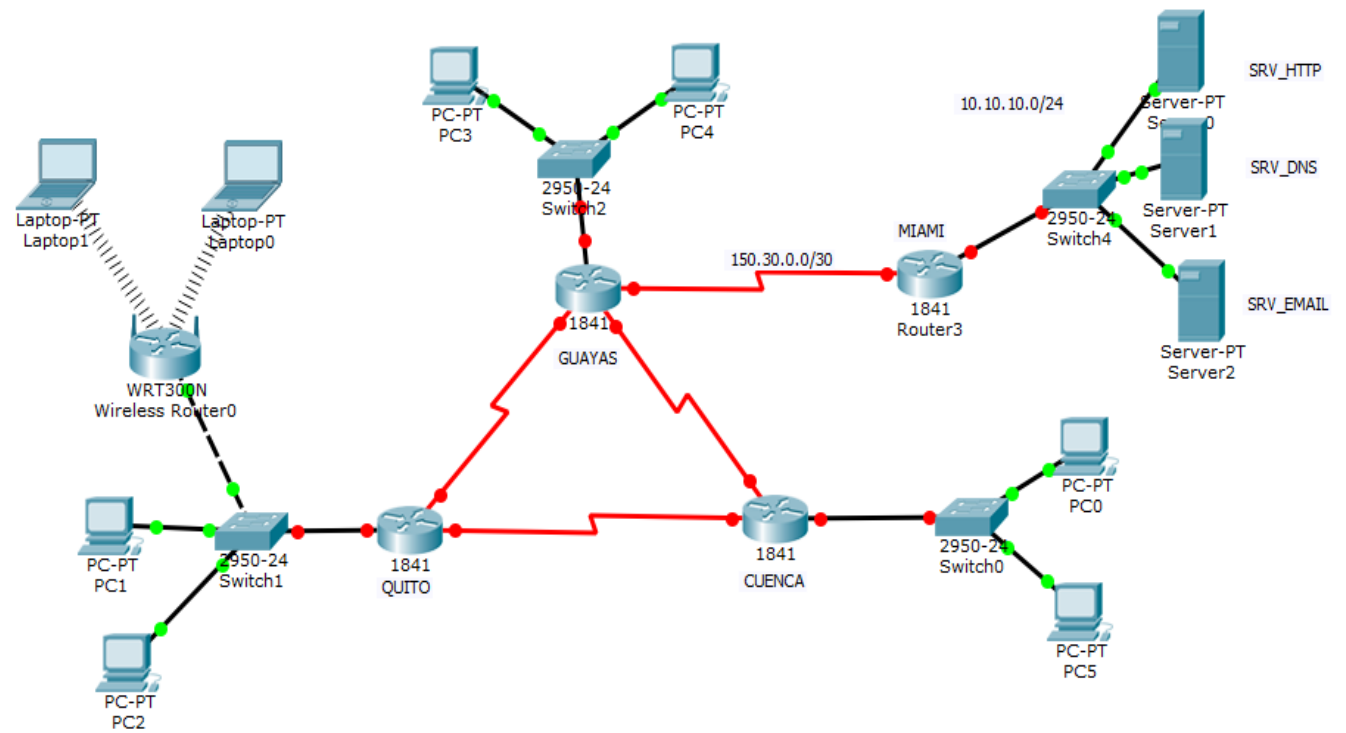 SRV_HTTP
10.10.10.0/24
Server-PT
PC-PT
PC3
PC-PT
PC4
SRV_DNS
2950-24
Switch2
Laptop-PT
Laptop1
Laptop-PT
Laptop0
Server-PT
Server1
2950-24
Switch4
MIAMI
150.30.0.0/30
SRV_EMAIL
1841
Router3
1841
GUAYAS
Server-PT
Server2
WRT300N
Wireless Router0
PC-PT
PC0
2950-24
Switch0
1841
CUENCA
1841
QUITO
2950-24
Switch1
PC-PT
PC1
PC-PT
PC5
PC-PT
PC2